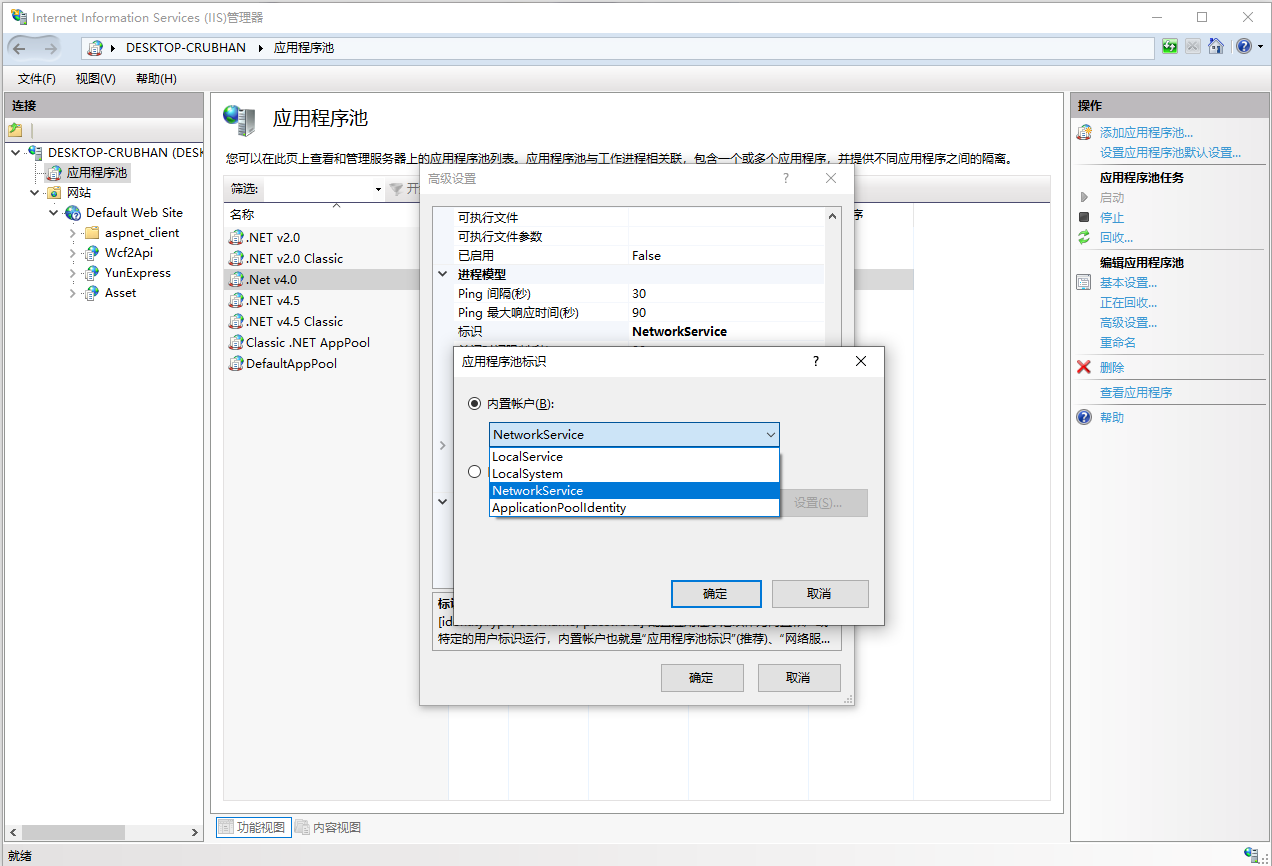 Internet Information Services (IIS)管理器
DESKTOP-CRUBHAN
应用程序池
文件(F) 视图(V) 帮助(H)
连接
DESKTOP-CRUBHAN (DESK
应用程序池
网站
Default Web Site
aspnet_client
Wcf2Api
YunExpress
Asset
应用程序池
您可以在此页上查看和管理服务器上的应用程序池列表。应用程序池与工作进程相关联，包含一个或多个应用程序，并提供不同应用程序之间的隔离。
筛选:
开
名称
序
.NET v2.0
.NET v2.0 Classic
.Net v4.0
.NET v4.5
.NET v4.5 Classic
Classic .NET AppPool
DefaultAppPool
高级设置
?
可执行文件
可执行文件参数
已启用 False
进程模型
Ping 间隔(秒) 30
Ping 最大响应时间(秒) 90
标识 NetworkService
应用程序池标识
?
内置帐户(B):
NetworkService
LocalService
LocalSystem
NetworkService
ApplicationPoolIdentity
设置(S)...
确定 取消
特定的用户标识运行，内置帐户也就是“应用程序池标识”(推荐)、“网络服...
确定 取消
操作
添加应用程序池...
设置应用程序池默认设置...
应用程序池任务
启动
停止
回收...
编辑应用程序池
基本设置...
正在回收...
高级设置...
重命名
删除
查看应用程序
帮助
功能视图 内容视图
就绪